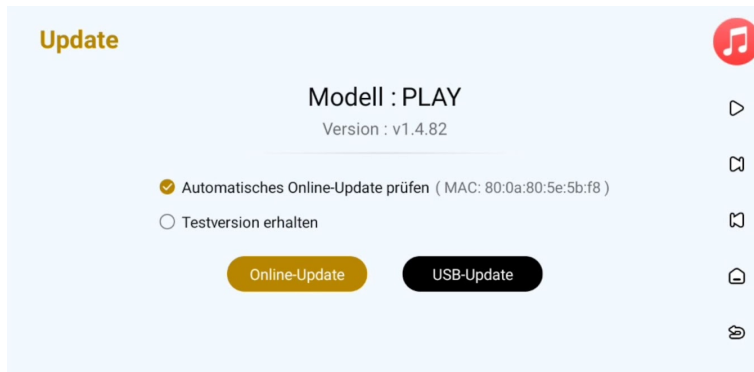 Update
Modell : PLAY
Version : v1.4.82
Automatisches Online-Update prüfen ( MAC: 80:0a:80:5e:5b:f8 )
Testversion erhalten
Online-Update
USB-Update